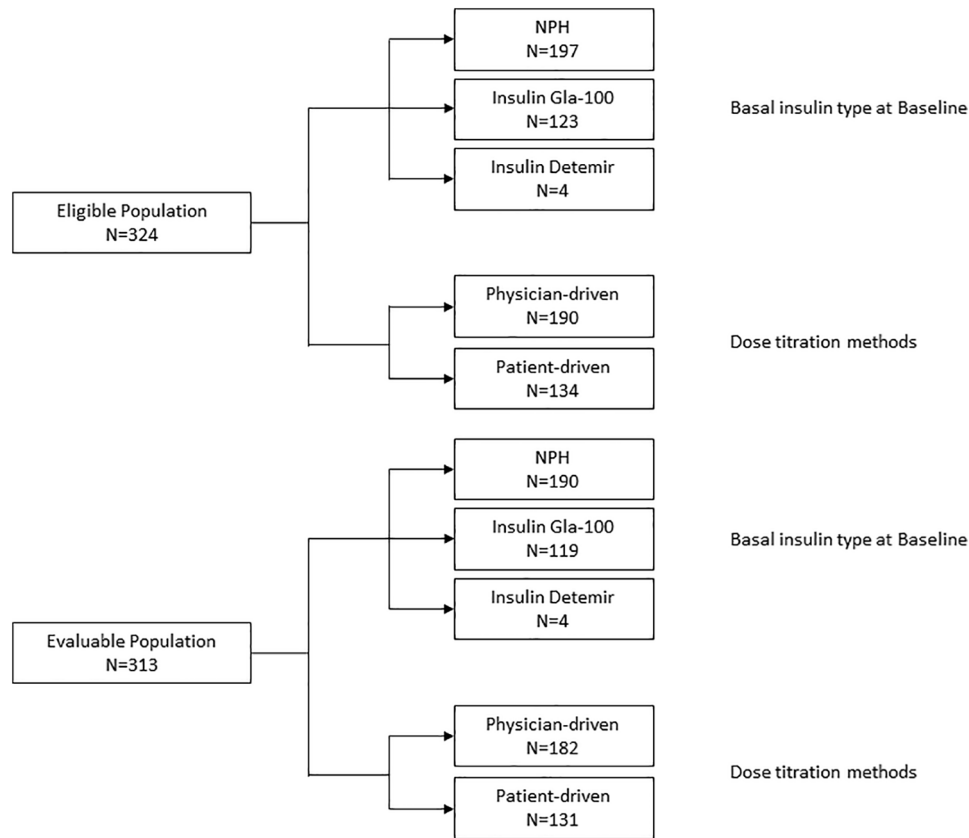 NPH
N=197
Insulin Gla-100
N=123
Basal insulin type at Baseline
Insulin Detemir
N=4
Eligible Population
N=324
Physician-driven
N=190
Dose titration methods
Patient-driven
N=134
NPH
N=190
Insulin Gla-100
N=119
Basal insulin type at Baseline
Insulin Detemir
N=4
Evaluable Population
N=313
Physician-driven
N=182
Dose titration methods
Patient-driven
N=131